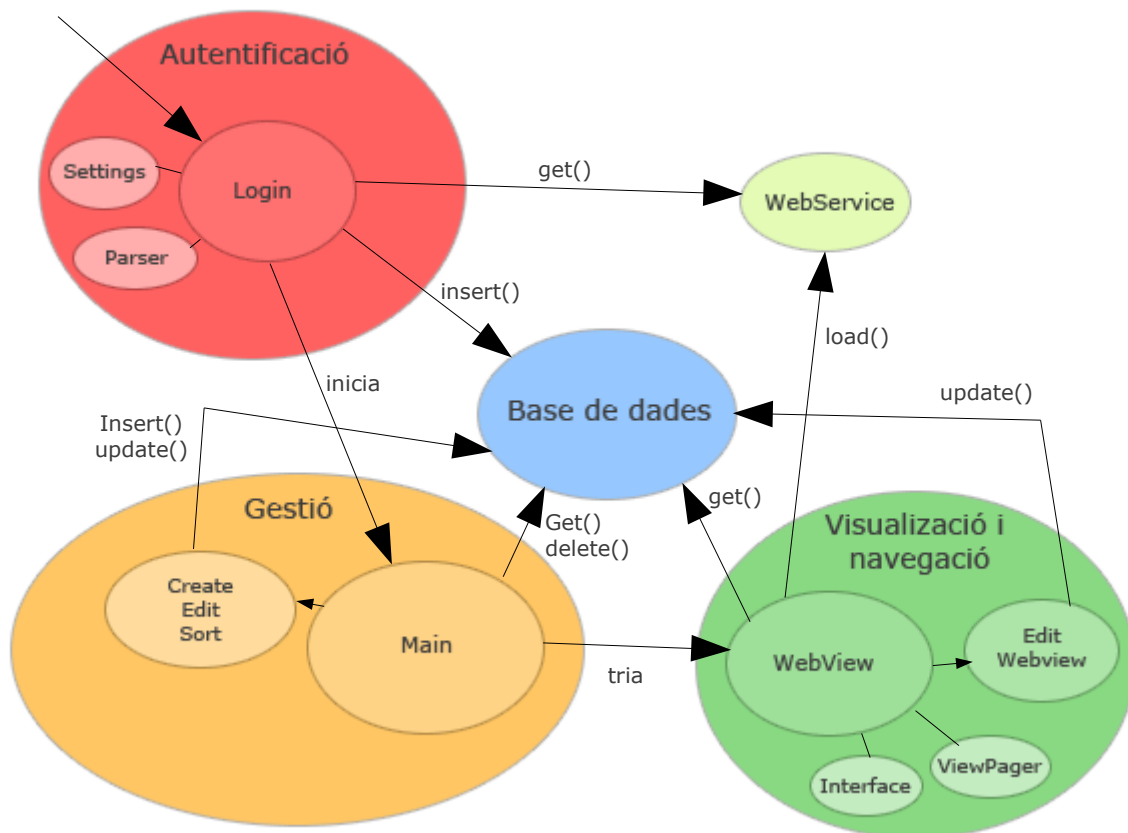 Autentificació
Settings
Login
Parser
get()
WebService
insert()
load()
inicia
Base de dades
update()
Insert()
update()
Gestió
Get()
delete()
get()
Visualització i
navegació
Create
Edit
Sort
Main
tria
WebView
Edit
Webview
ViewPager
Interface